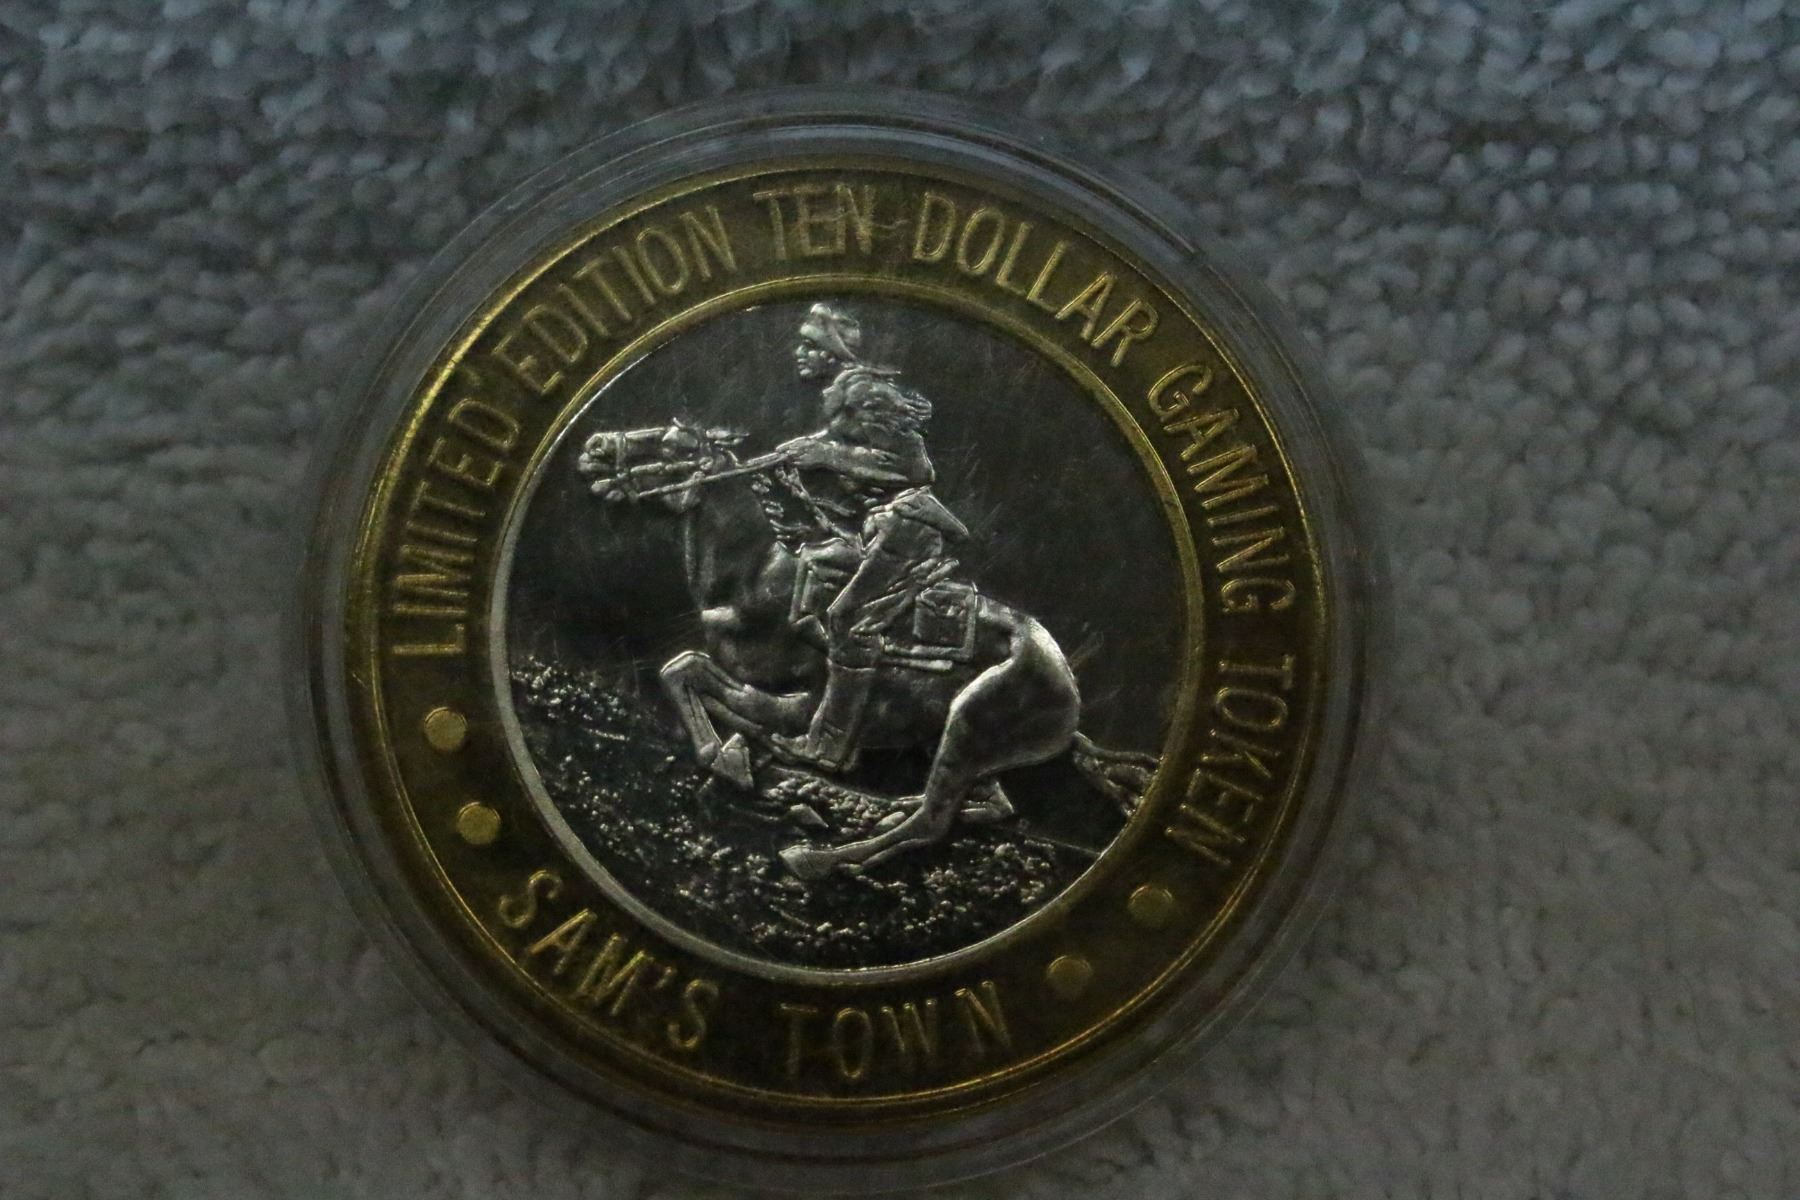 LIMITED EDITION TEN DOLLAR GAMING TOKEN
SAM'S TOWN